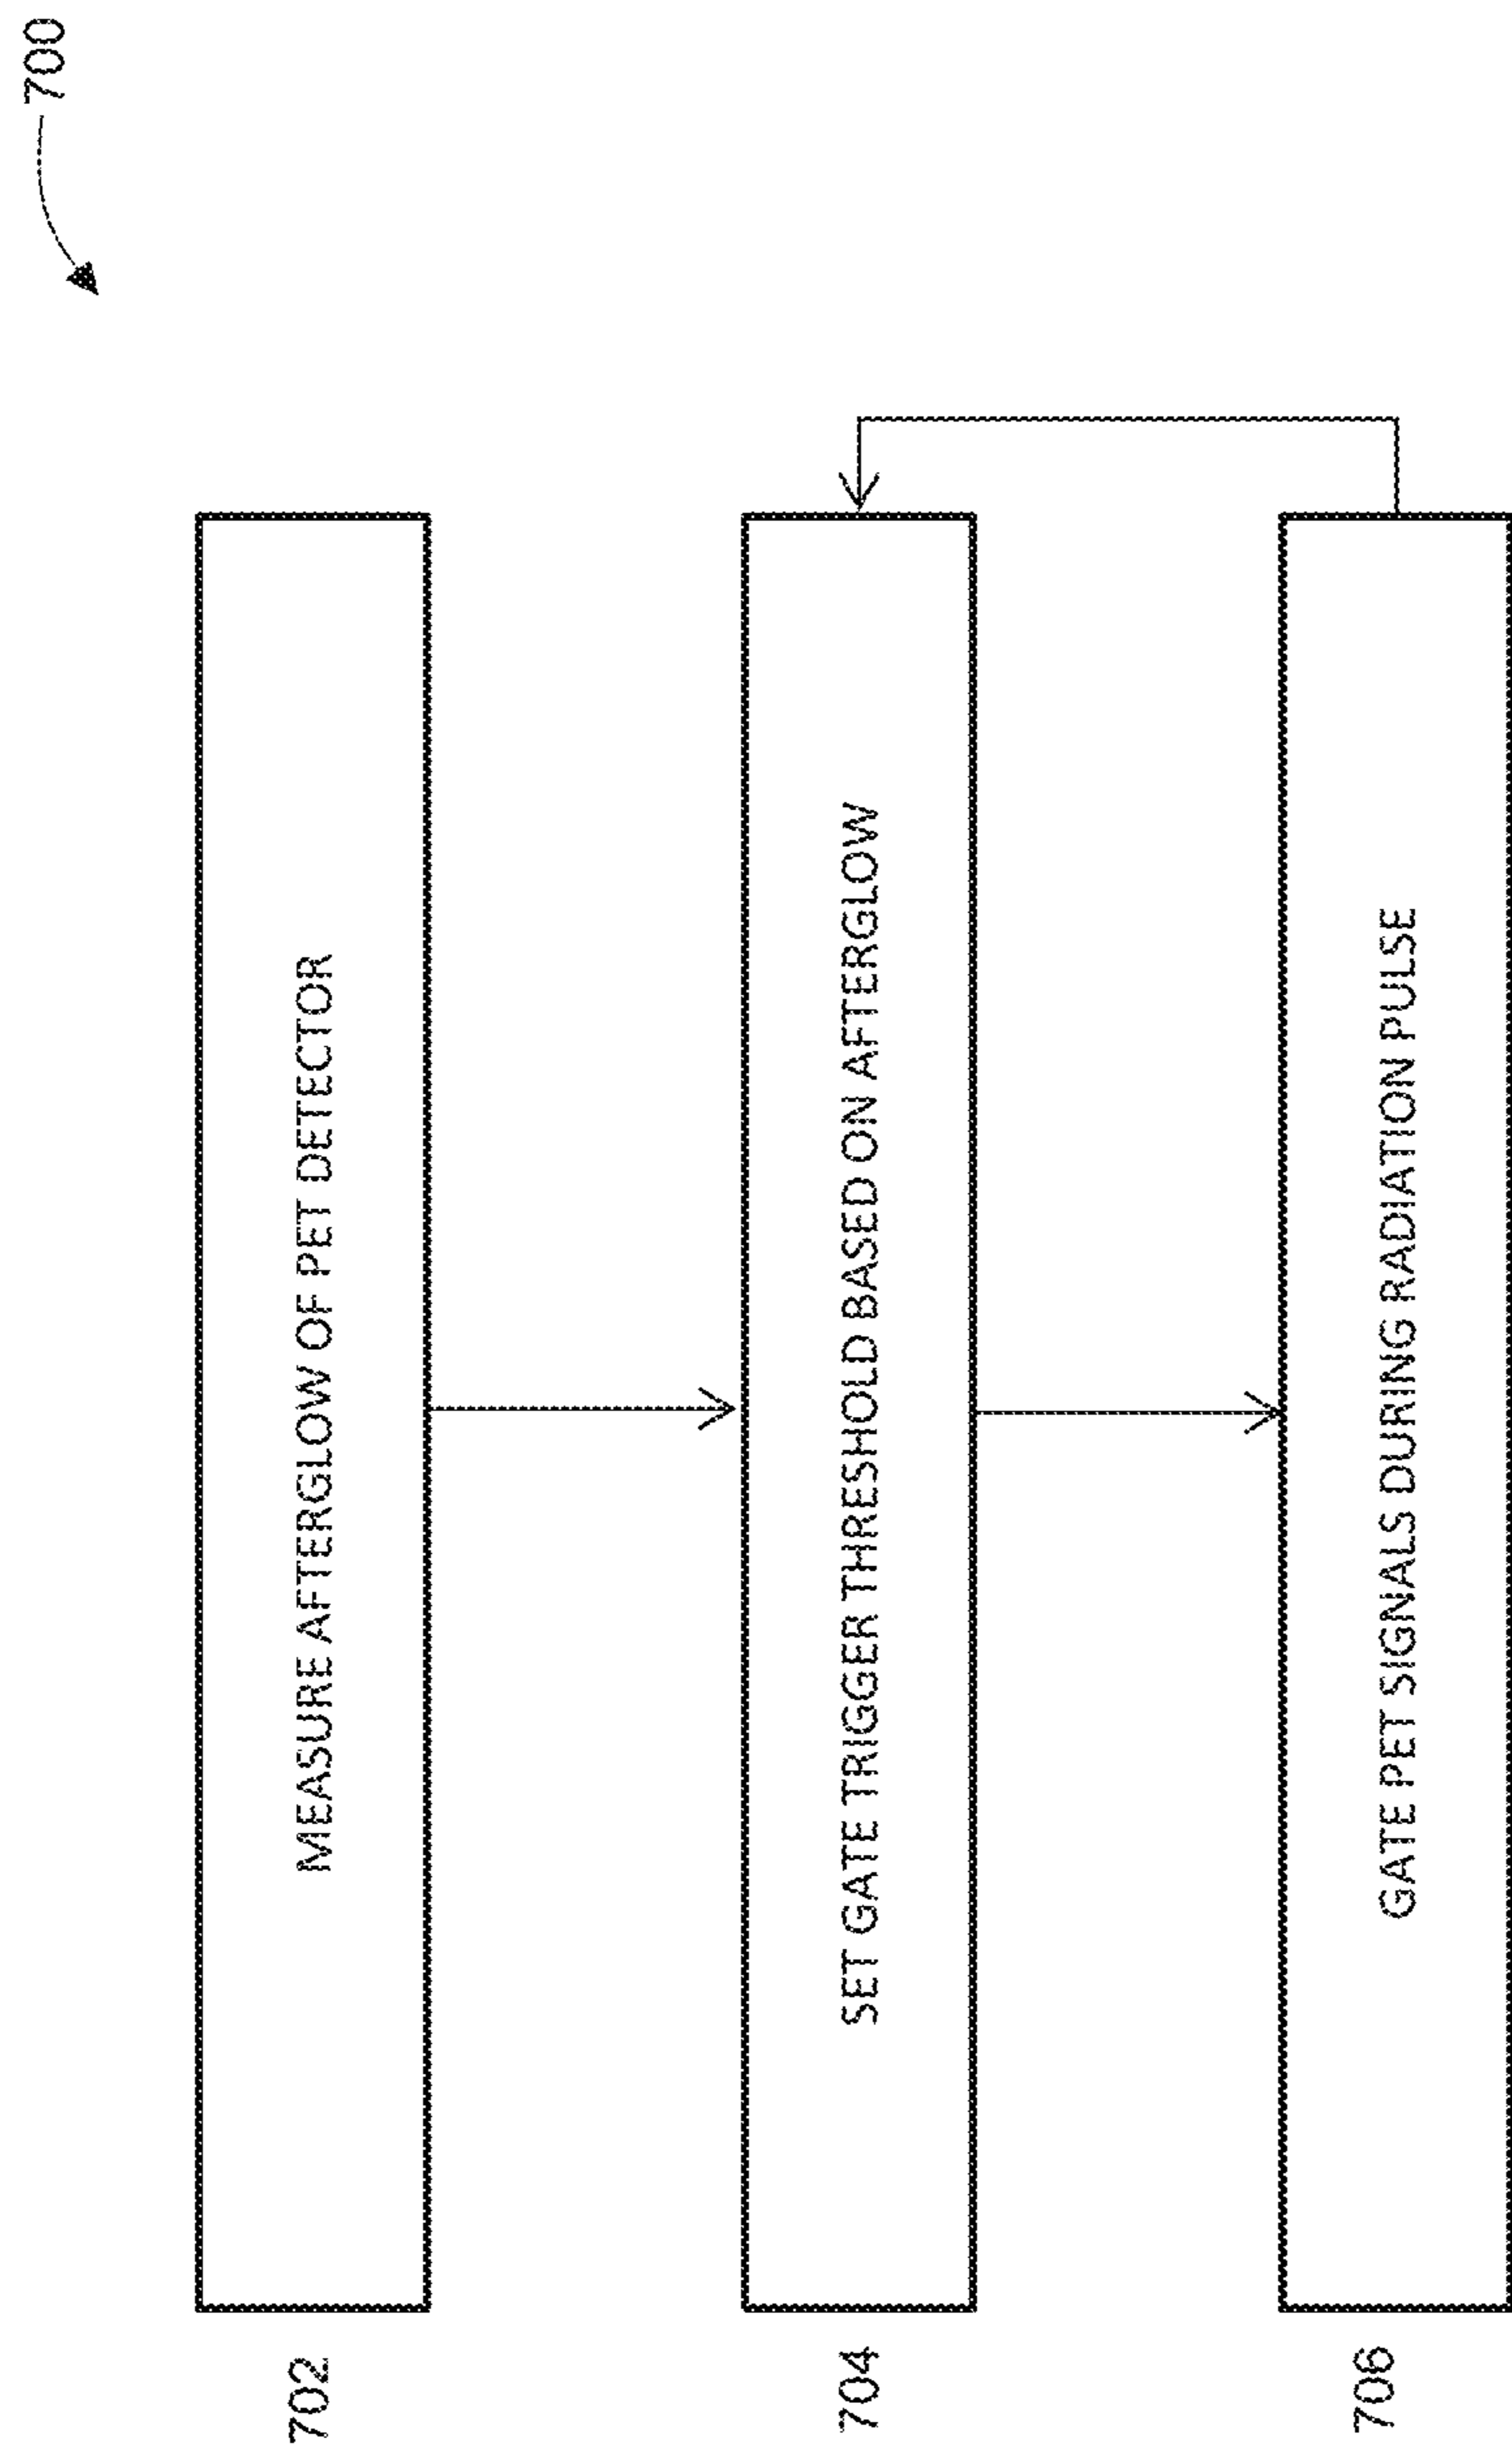 700
702
MEASURE AFTERGLOW OF PET DETECTOR
704
SET GATE TRIGGER THRESHOLD BASED ON AFTERGLOW
706
GATE PET SIGNALS DURING RADIATION PULSE